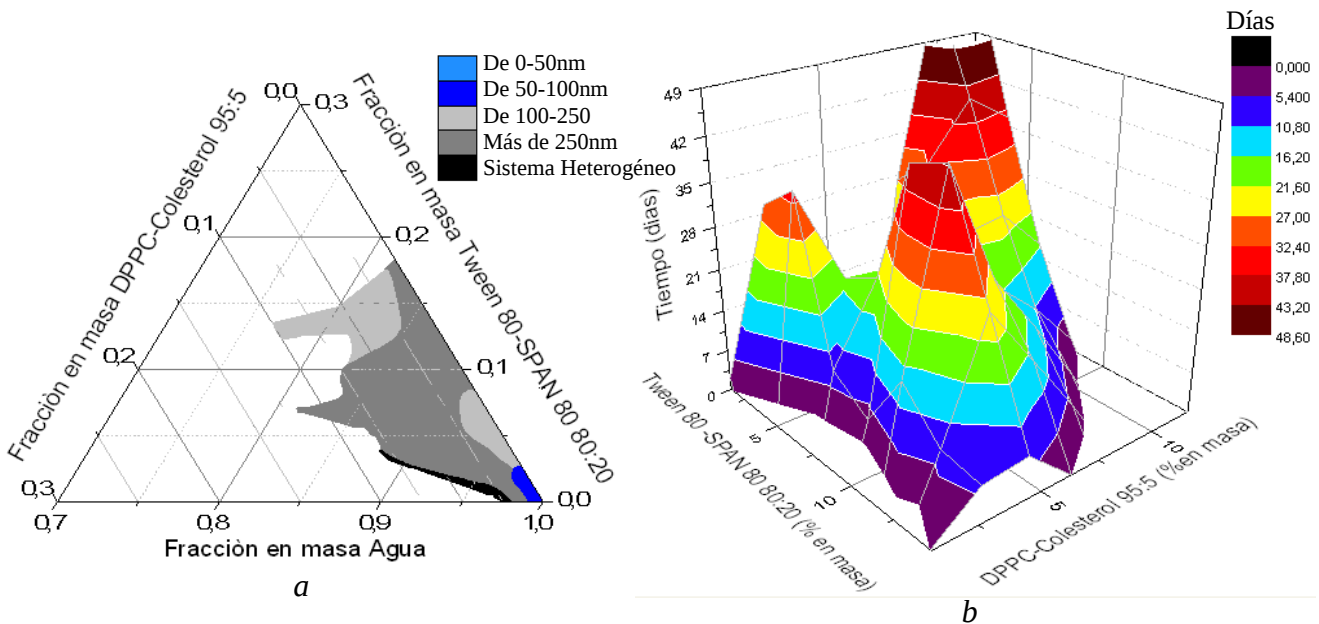 De 0-50nm
De 50-100nm
De 100-250
Más de 250nm
Sistema Heterogéneo
Fracciòn en masa DPPC-Colesterol 95:5
Fracciòn en masa Tween 80-SPAN 80 80:20
0,0
0,3
0,1
0,2
0,2
0,1
0,3
0,0
0,7
0,8
0,9
1,0
Fracciòn en masa Agua
a
Días
0,000
5,400
10,80
16,20
21,60
27,00
32,40
37,80
43,20
48,60
49
42
35
28
21
14
7
0
Tiempo (días)
5
10
Tween 80 -SPAN 80 80:20 (% en masa)
5
10
DPPC-Colesterol 95:5 (%en masa)
b